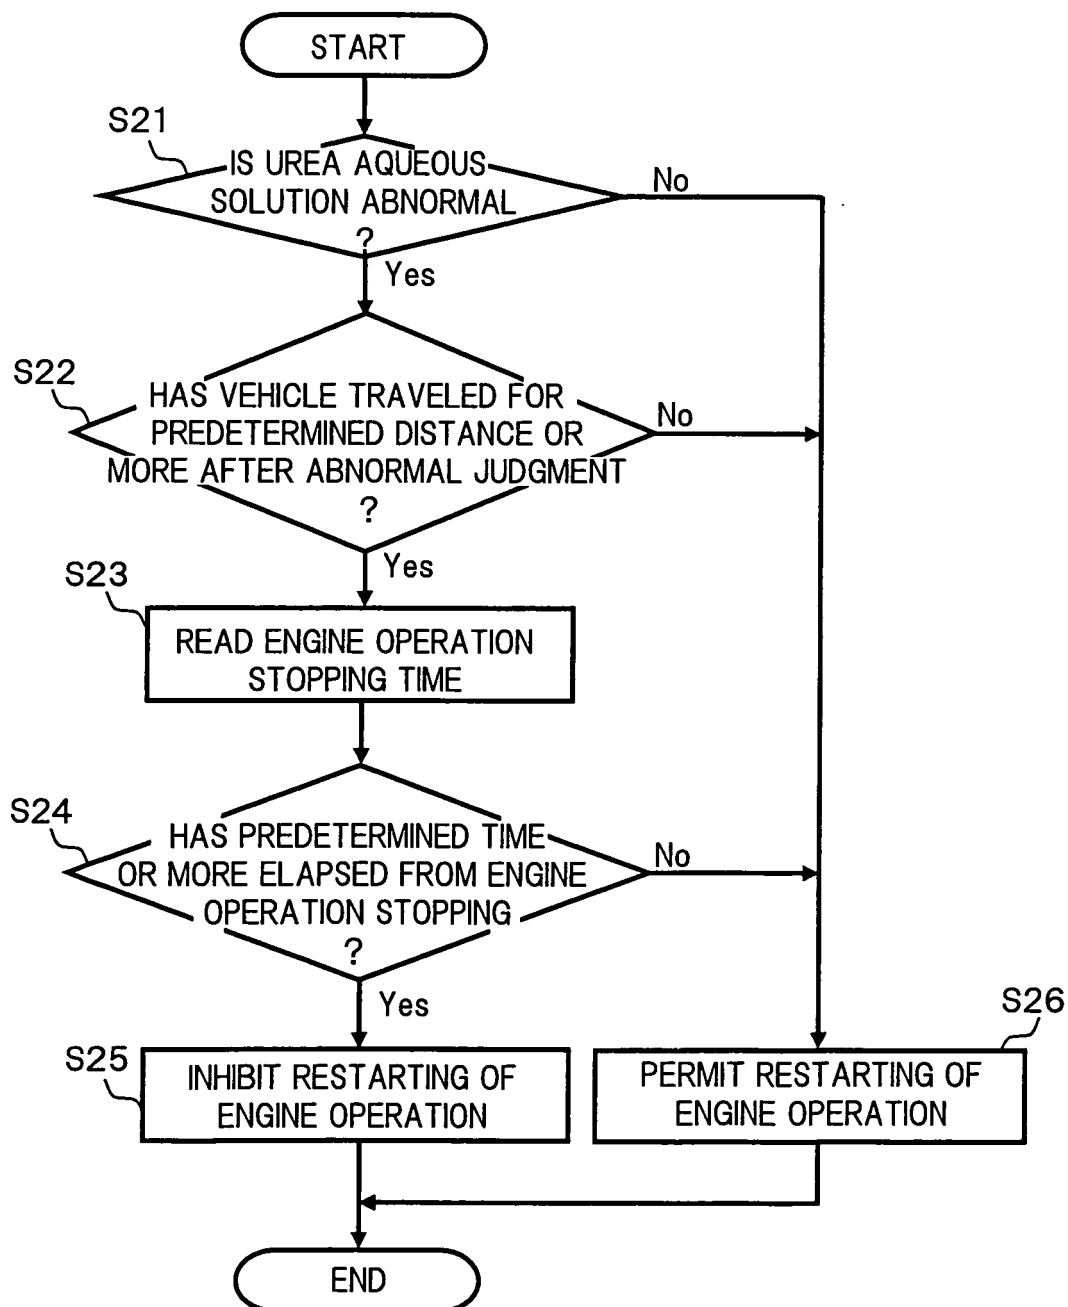 START
S21
IS UREA AQUEOUS
SOLUTION ABNORMAL
?
No
Yes
S22
HAS VEHICLE TRAVELED FOR
PREDETERMINED DISTANCE OR
MORE AFTER ABNORMAL JUDGMENT
?
No
Yes
S23
READ ENGINE OPERATION
STOPPING TIME
S24
HAS PREDETERMINED TIME
OR MORE ELAPSED FROM ENGINE
OPERATION STOPPING
?
No
Yes
S25
INHIBIT RESTARTING OF
ENGINE OPERATION
S26
PERMIT RESTARTING OF
ENGINE OPERATION
END